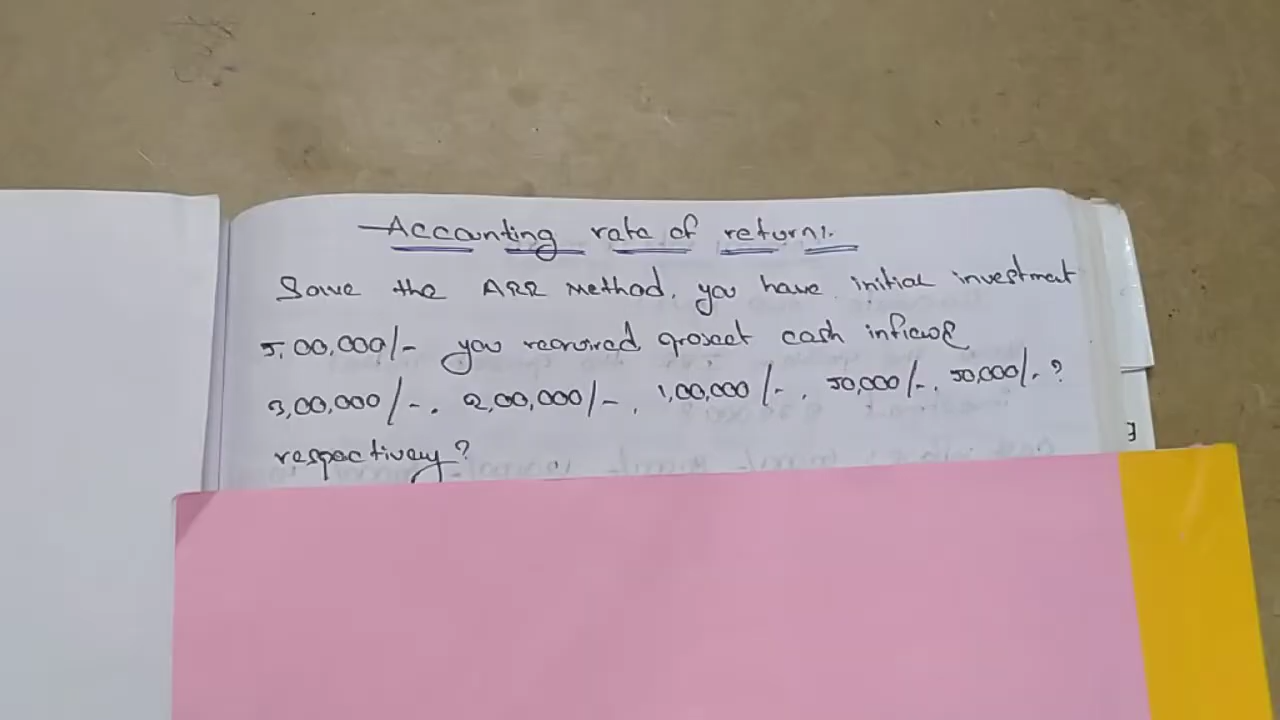 Accounting rate of return:
Solve the ARR method, you have initial investment
5,00,000/- you required project cash inflows
3,00,000/-, 2,00,000/-, 1,00,000/-, 50,000/-, 50,000/-?
respectively?